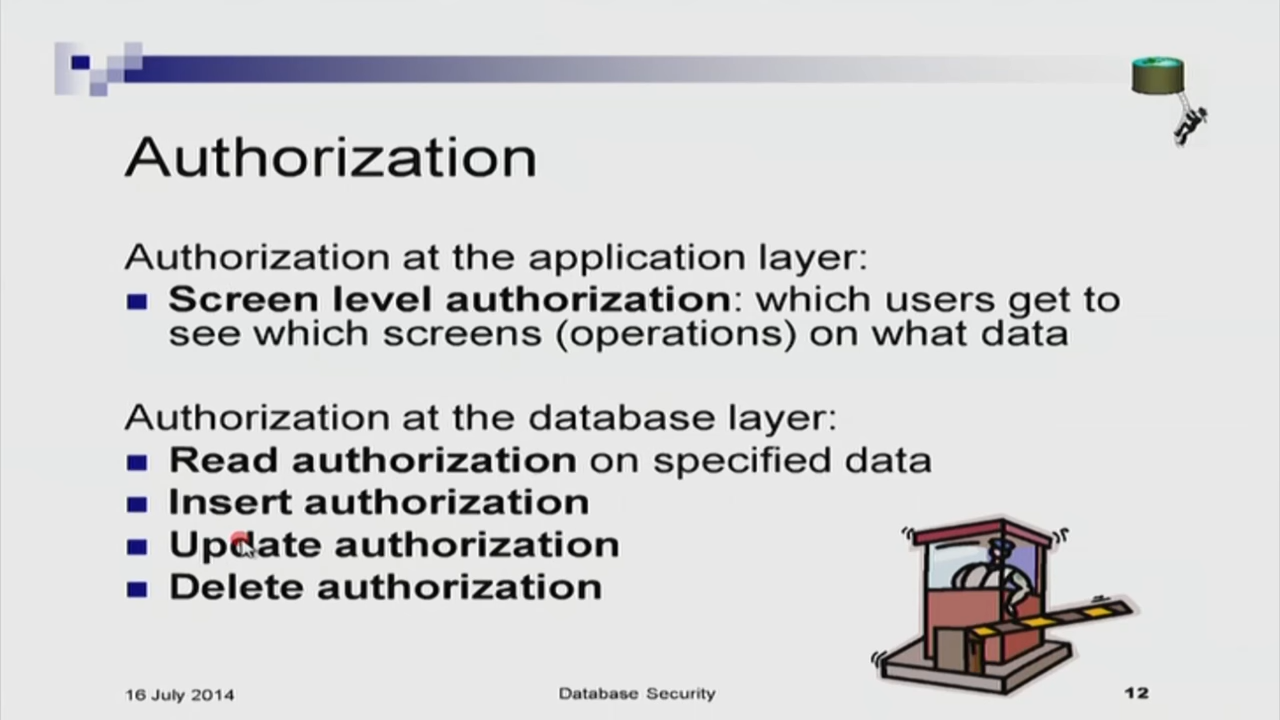 Authorization
Authorization at the application layer:
Screen level authorization: which users get to
see which screens (operations) on what data
Authorization at the database layer:
Read authorization on specified data
Insert authorization
Update authorization
Delete authorization
16 July 2014
Database Security
12